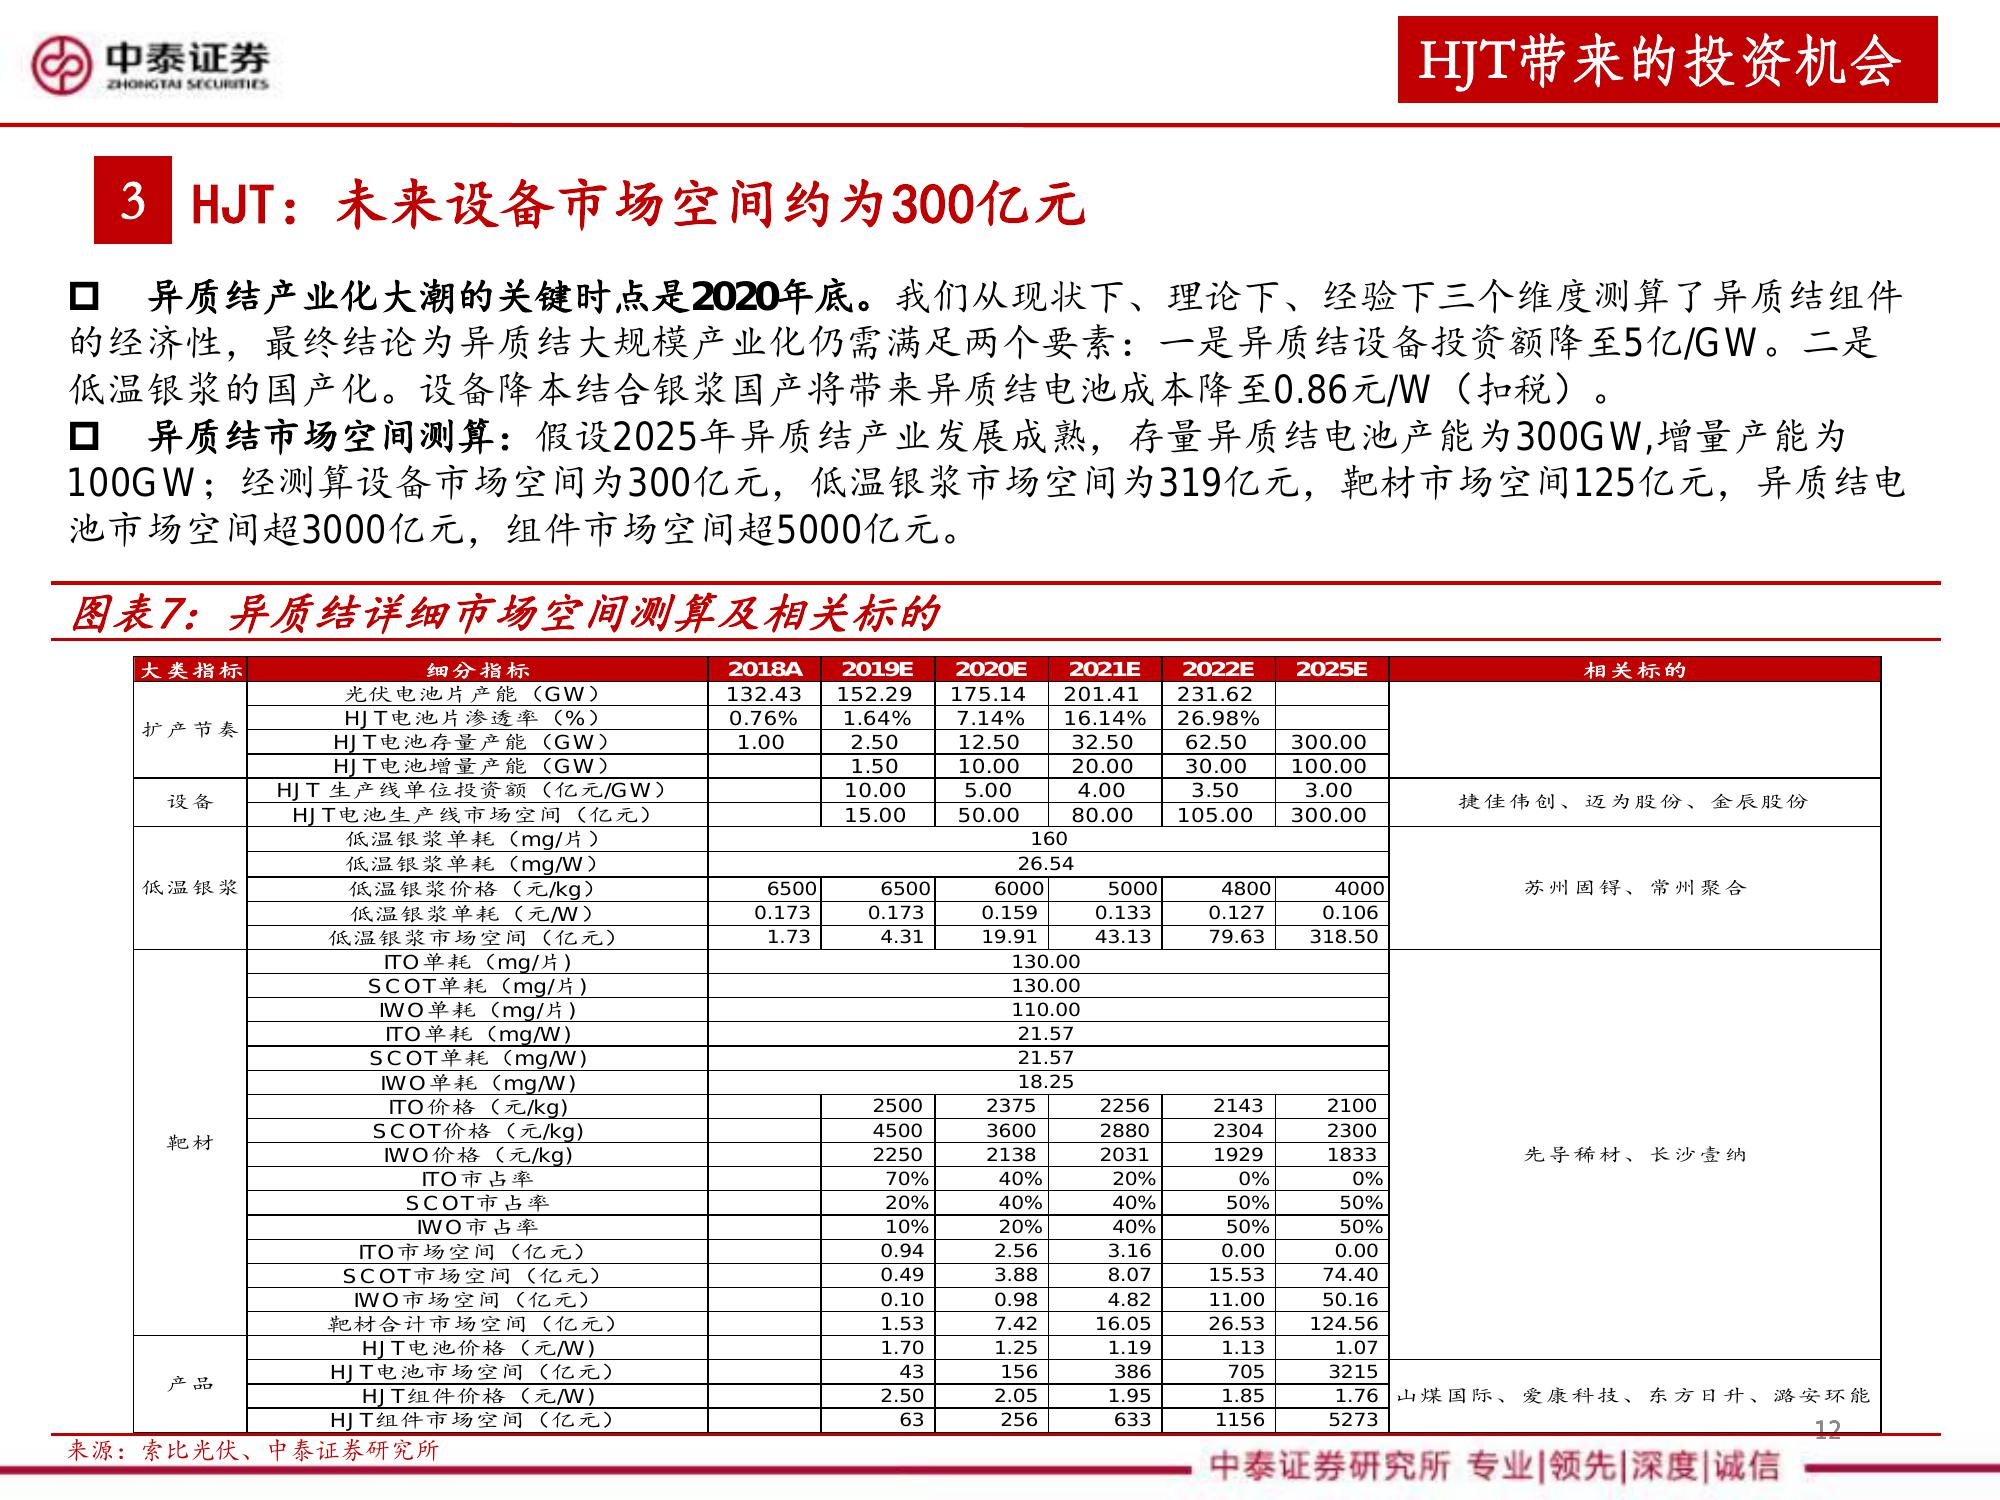 中泰证券
ZHONGTAI SECURITIES
HJT带来的投资机会
3 HJT：未来设备市场空间约为300亿元
异质结产业化大潮的关键时点是2020年底。我们从现状下、理论下、经验下三个维度测算了异质结组件
的经济性，最终结论为异质结大规模产业化仍需满足两个要素：一是异质结设备投资额降至5亿/GW。二是
低温银浆的国产化。设备降本结合银浆国产将带来异质结电池成本降至0.86元/W（扣税）。
异质结市场空间测算：假设2025年异质结产业发展成熟，存量异质结电池产能为300GW,增量产能为
100GW；经测算设备市场空间为300亿元，低温银浆市场空间为319亿元，靶材市场空间125亿元，异质结电
池市场空间超3000亿元，组件市场空间超5000亿元。
图表7：异质结详细市场空间测算及相关标的
大类指标 细分指标 2018A 2019E 2020E 2021E 2022E 2025E 相关标的
扩产节奏 光伏电池片产能（GW） 132.43 152.29 175.14 201.41 231.62
HJT电池片渗透率（%） 0.76% 1.64% 7.14% 16.14% 26.98%
HJT电池存量产能（GW） 1.00 2.50 12.50 32.50 62.50 300.00
HJT电池增量产能（GW） 1.50 10.00 20.00 30.00 100.00
设备 HJT 生产线单位投资额（亿元/GW） 10.00 5.00 4.00 3.50 3.00 捷佳伟创、迈为股份、金辰股份
HJT电池生产线市场空间（亿元） 15.00 50.00 80.00 105.00 300.00
低温银浆 低温银浆单耗（mg/片） 160 苏州固锝、常州聚合
低温银浆单耗（mg/W） 26.54
低温银浆价格（元/kg） 6500 6500 6000 5000 4800 4000
低温银浆单耗（元/W） 0.173 0.173 0.159 0.133 0.127 0.106
低温银浆市场空间（亿元） 1.73 4.31 19.91 43.13 79.63 318.50
靶材 ITO单耗（mg/片） 130.00 先导稀材、长沙壹纳
SCOT单耗（mg/片） 130.00
IWO单耗（mg/片） 110.00
ITO单耗（mg/W） 21.57
SCOT单耗（mg/W） 21.57
IWO单耗（mg/W） 18.25
ITO价格（元/kg） 2500 2375 2256 2143 2100
SCOT价格（元/kg） 4500 3600 2880 2304 2300
IWO价格（元/kg） 2250 2138 2031 1929 1833
ITO市占率 70% 40% 20% 0% 0%
SCOT市占率 20% 40% 40% 50% 50%
IWO市占率 10% 20% 40% 50% 50%
ITO市场空间（亿元） 0.94 2.56 3.16 0.00 0.00
SCOT市场空间（亿元） 0.49 3.88 8.07 15.53 74.40
IWO市场空间（亿元） 0.10 0.98 4.82 11.00 50.16
靶材合计市场空间（亿元） 1.53 7.42 16.05 26.53 124.56
产品 HJT电池价格（元/W） 1.70 1.25 1.19 1.13 1.07
HJT电池市场空间（亿元） 43 156 386 705 3215 山煤国际、爱康科技、东方日升、潞安环能
HJT组件价格（元/W） 2.50 2.05 1.95 1.85 1.76
HJT组件市场空间（亿元） 63 256 633 1156 5273
12
来源：索比光伏、中泰证券研究所
中泰证券研究所 专业|领先|深度|诚信